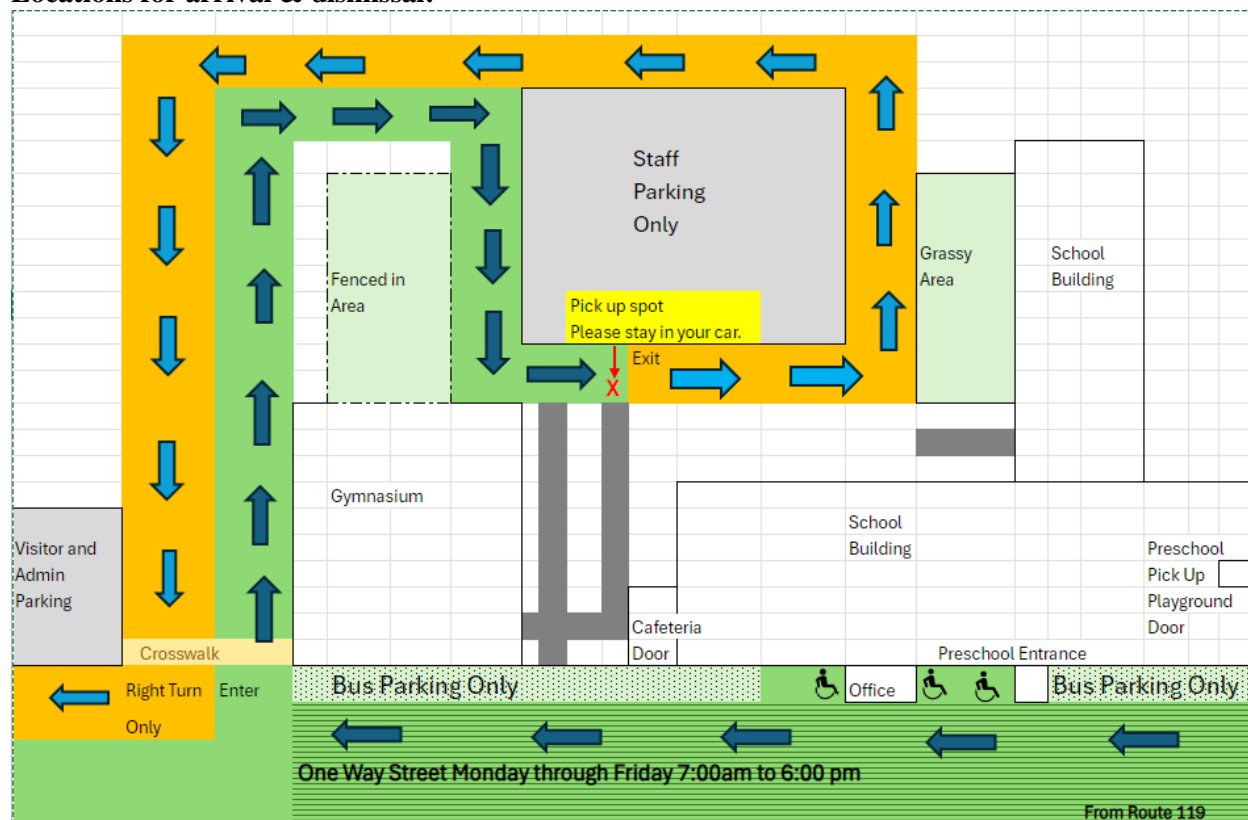 Locations for arrival & dismissal.
Staff
Parking
Only
Fenced in
Area
Grassy
Area
School
Building
Pick up spot
Please stay in your car.
Exit
X
Gymnasium
Visitor and
Admin
Parking
School
Building
Preschool
Pick Up
Playground
Door
Cafeteria
Door
Crosswalk
Preschool Entrance
Right Turn
Only
Enter
Bus Parking Only
Office
Bus Parking Only
One Way Street Monday through Friday 7:00am to 6:00 pm
From Route 119